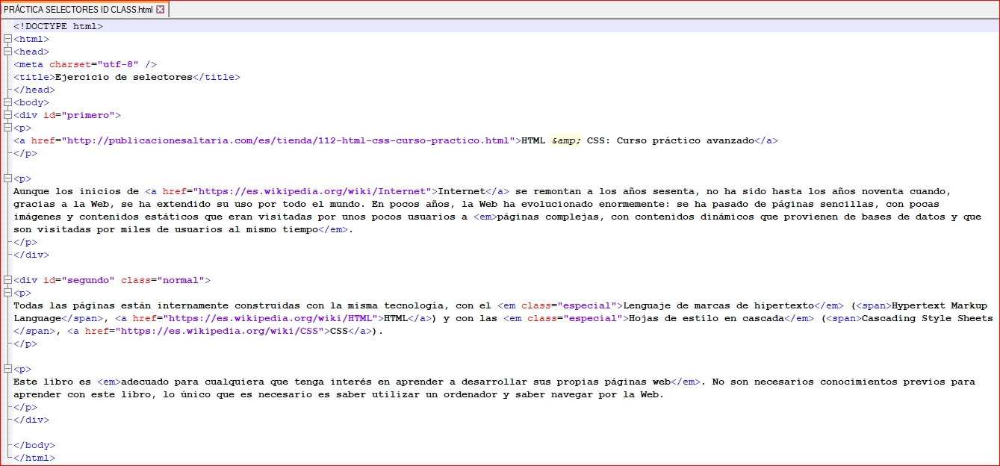 PRÁCTICA SELECTORES ID CLASS.html
<!DOCTYPE html>
<html>
<head>
<meta charset="utf-8" />
<title>Ejercicio de selectores</title>
</head>
<body>
<div id="primero">
<p>
<a href="http://publicacionesaltaria.com/es/tienda/112-html-css-curso-practico.html">HTML &amp; CSS: Curso práctico avanzado</a>
</p>
<p>
Aunque los inicios de <a href="https://es.wikipedia.org/wiki/Internet">Internet</a> se remontan a los años sesenta, no ha sido hasta los años noventa cuando,
gracias a la Web, se ha extendido su uso por todo el mundo. En pocos años, la Web ha evolucionado enormemente: se ha pasado de páginas sencillas, con pocas
imágenes y contenidos estáticos que eran visitadas por unos pocos usuarios a <em>páginas complejas, con contenidos dinámicos que provienen de bases de datos y que
son visitadas por miles de usuarios al mismo tiempo</em>.
</p>
</div>
<div id="segundo" class="normal">
<p>
Todas las páginas están internamente construidas con la misma tecnología, con el <em class="especial">Lenguaje de marcas de hipertexto</em> (<span>Hypertext Markup
Language</span>, <a href="https://es.wikipedia.org/wiki/HTML">HTML</a>) y con las <em class="especial">Hojas de estilo en cascada</em> (<span>Cascading Style Sheets
</span>, <a href="https://es.wikipedia.org/wiki/CSS">CSS</a>).
</p>
<p>
Este libro es <em>adecuado para cualquiera que tenga interés en aprender a desarrollar sus propias páginas web</em>. No son necesarios conocimientos previos para
aprender con este libro, lo único que es necesario es saber utilizar un ordenador y saber navegar por la Web.
</p>
</div>
</body>
</html>